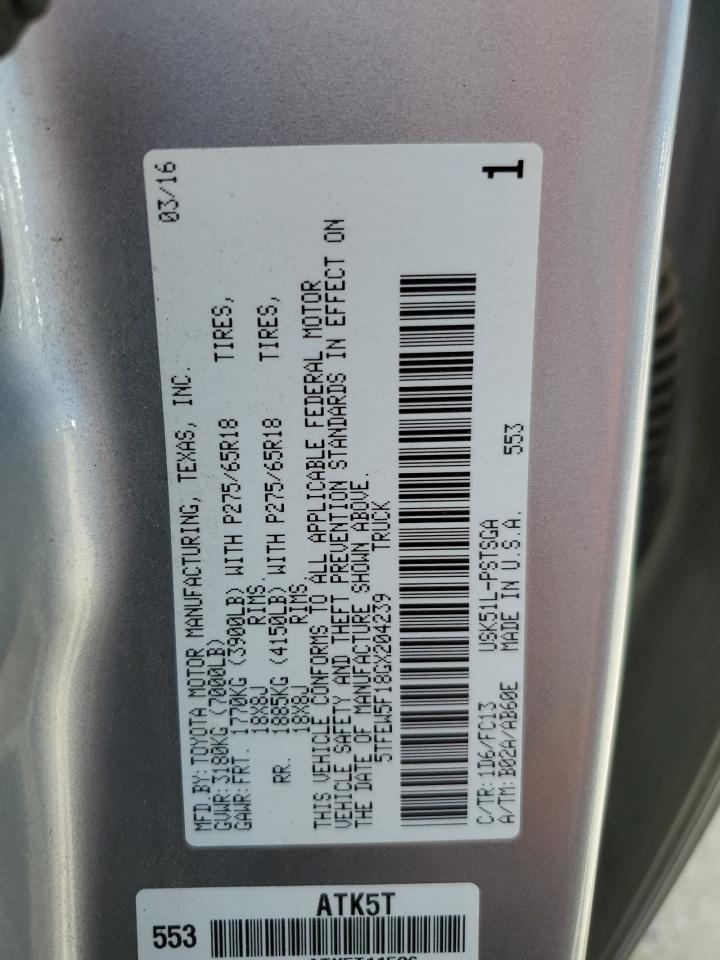 MFD BY: TOYOTA MOTOR MANUFACTURING, TEXAS, INC. 03/16
GVWR: 3180KG (7000LB)
GAWR: FRT. 1770KG (3900LB) WITH P275/65R18 TIRES,
18X8J RIMS.
RR. 1885KG (4150LB) WITH P275/65R18 TIRES,
18X8J RIMS.
THIS VEHICLE CONFORMS TO ALL APPLICABLE FEDERAL MOTOR
VEHICLE SAFETY AND THEFT PREVENTION STANDARDS IN EFFECT ON
THE DATE OF MANUFACTURE SHOWN ABOVE.
5TFEW5F18GX204239 TRUCK
C/TR: 1D6/FC13 USK51L-PSTSGA
A/TM: B02A/AB60E MADE IN U.S.A. 553
1
ATK5T
553